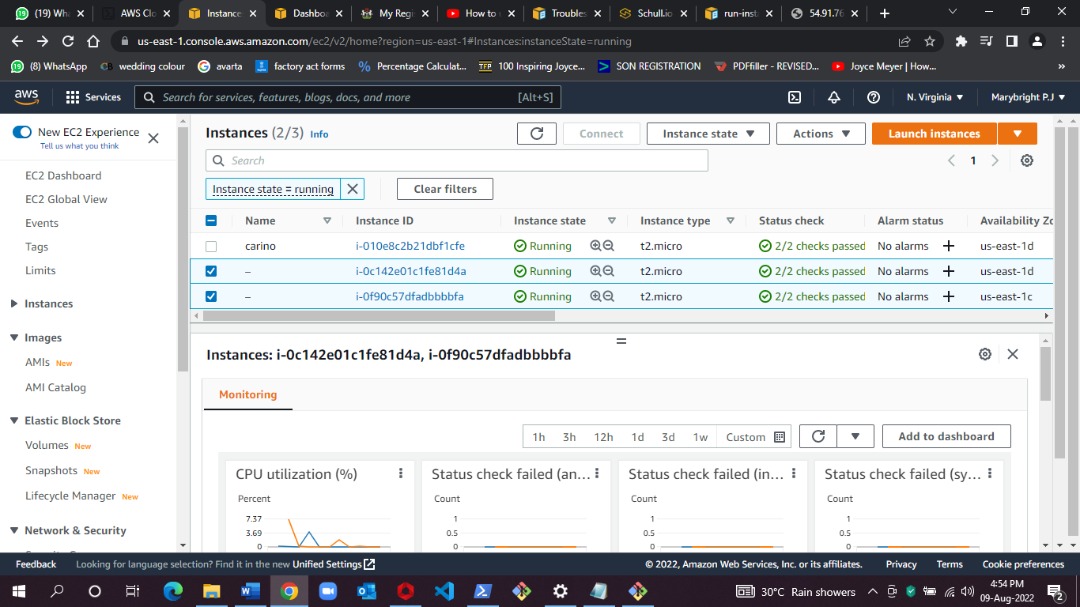 (19) Wh
AWS Clo
Instance
Dashboa
My Regi
How to
Troubles
Schull.io
run-inst
54.91.76
us-east-1.console.aws.amazon.com/ec2/v2/home?region=us-east-1#Instances:instanceState=running
(8) WhatsApp
wedding colour
avarta
factory act forms
Percentage Calculat...
100 Inspiring Joyce...
SON REGISTRATION
PDFfiller - REVISED...
Joyce Meyer | How...
aws
Services
Search for services, features, blogs, docs, and more
[Alt+S]
N. Virginia
Marybright P.J
New EC2 Experience
Tell us what you think
EC2 Dashboard
EC2 Global View
Events
Tags
Limits
Instances
Images
AMIs New
AMI Catalog
Elastic Block Store
Volumes New
Snapshots New
Lifecycle Manager New
Network & Security
Instances (2/3) Info
Connect
Instance state
Actions
Launch instances
Search
1
Instance state = running
Clear filters
Name Instance ID Instance state Instance type Status check Alarm status Availability Zo
carino i-010e8c2b21dbf1cfe Running t2.micro 2/2 checks passed No alarms + us-east-1d
– i-0c142e01c1fe81d4a Running t2.micro 2/2 checks passed No alarms + us-east-1d
– i-0f90c57dfadbbbbfa Running t2.micro 2/2 checks passed No alarms + us-east-1c
Instances: i-0c142e01c1fe81d4a, i-0f90c57dfadbbbbfa
Monitoring
1h 3h 12h 1d 3d 1w Custom
Add to dashboard
CPU utilization (%)
Percent
7.37
3.69
0
Status check failed (an...
Count
1
0.5
0
Status check failed (in...
Count
1
0.5
0
Status check failed (sy...
Count
1
0.5
0
Feedback
Looking for language selection? Find it in the new Unified Settings
© 2022, Amazon Web Services, Inc. or its affiliates.
Privacy
Terms
Cookie preferences
30°C Rain showers
4:54 PM
09-Aug-2022
2